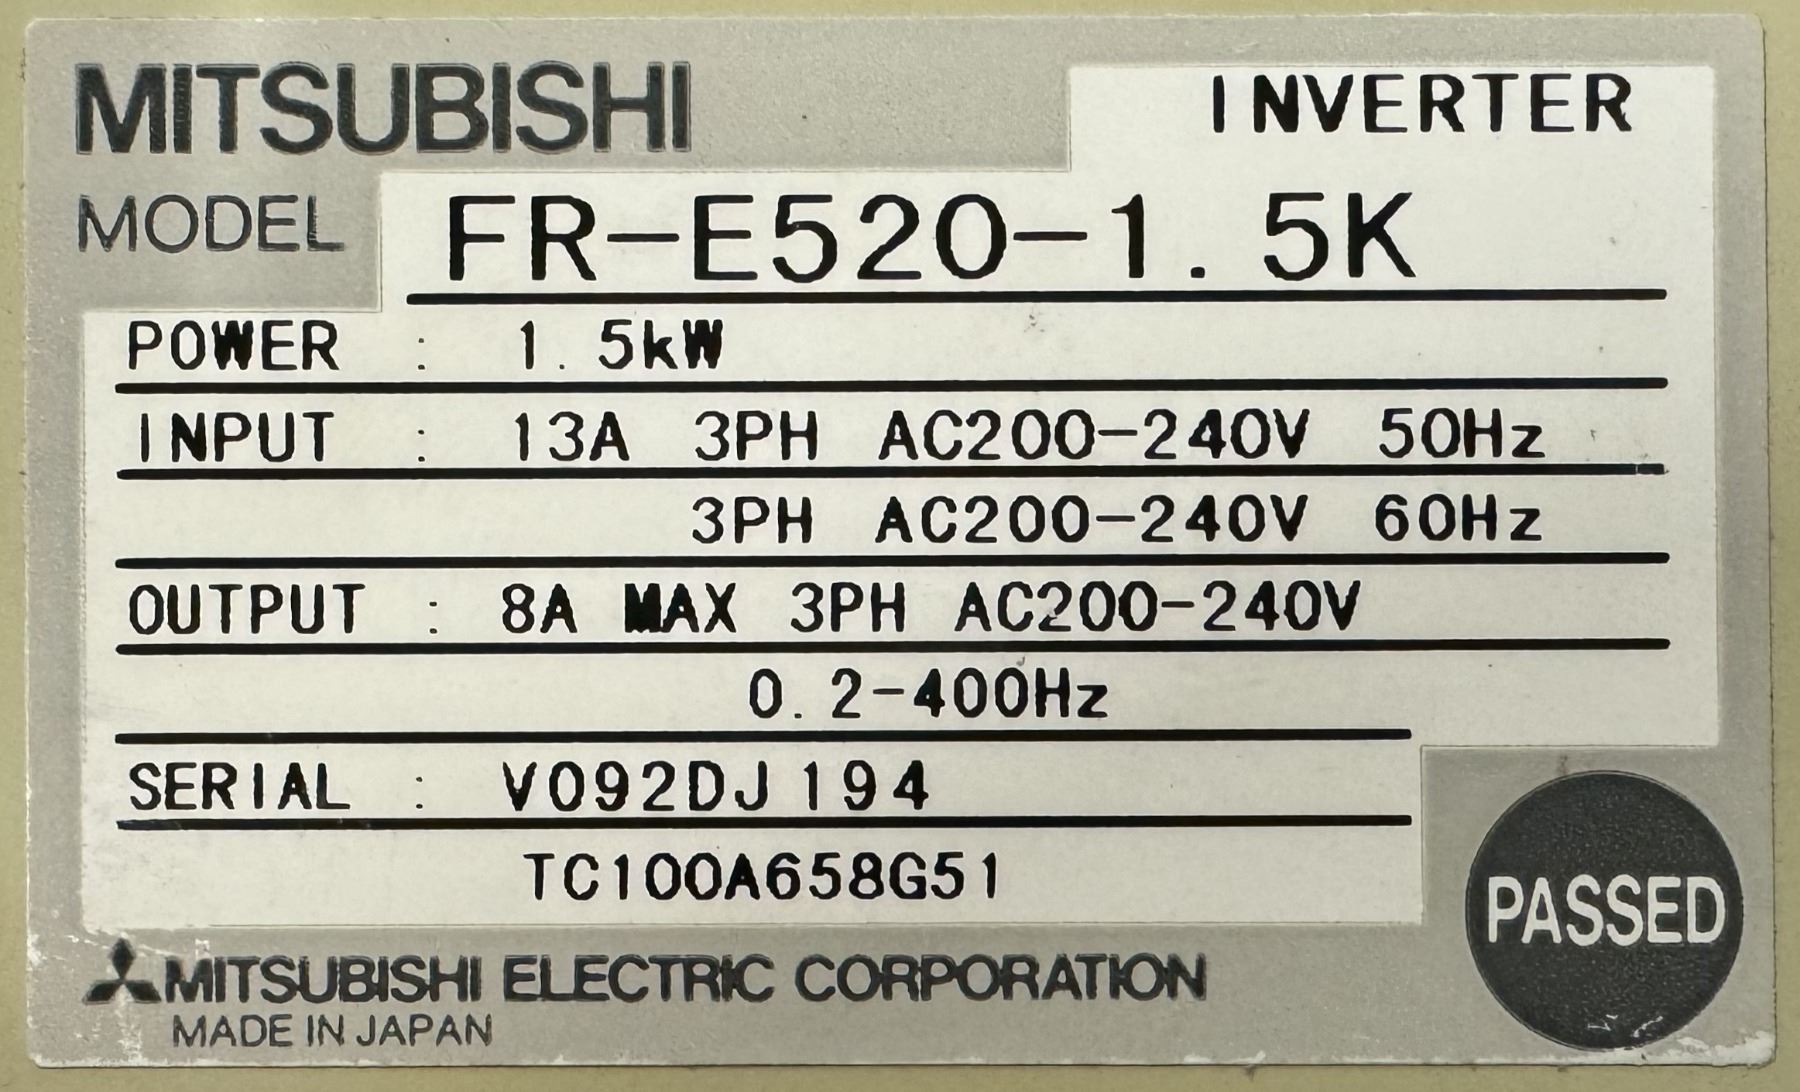 MITSUBISHI
INVERTER
MODEL FR-E520-1.5K
POWER : 1.5kW
INPUT : 13A 3PH AC200-240V 50Hz
3PH AC200-240V 60Hz
OUTPUT : 8A MAX 3PH AC200-240V
0.2-400Hz
SERIAL : V092DJ194
TC100A658G51
PASSED
MITSUBISHI ELECTRIC CORPORATION
MADE IN JAPAN